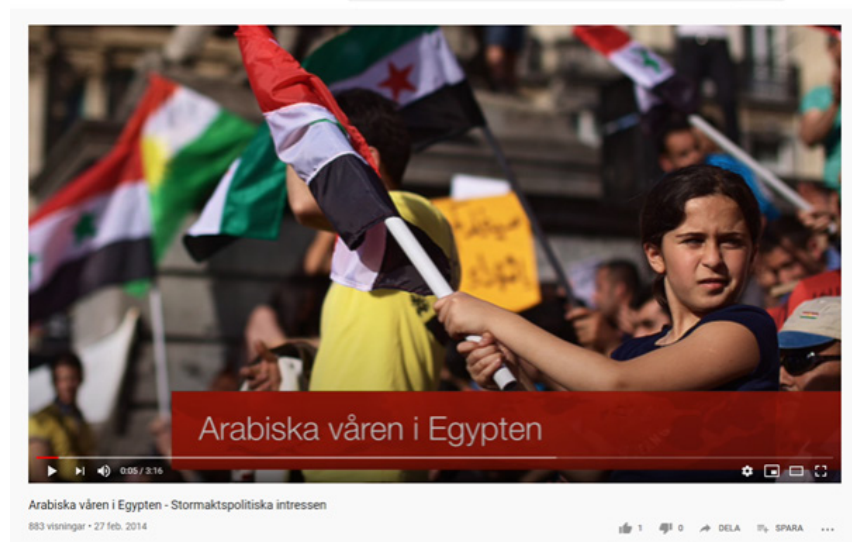 Arabiska våren i Egypten
0:05 / 3:16
Arabiska våren i Egypten - Stormaktspolitiska intressen
883 visningar • 27 feb. 2014
1 0 DELA SPARA